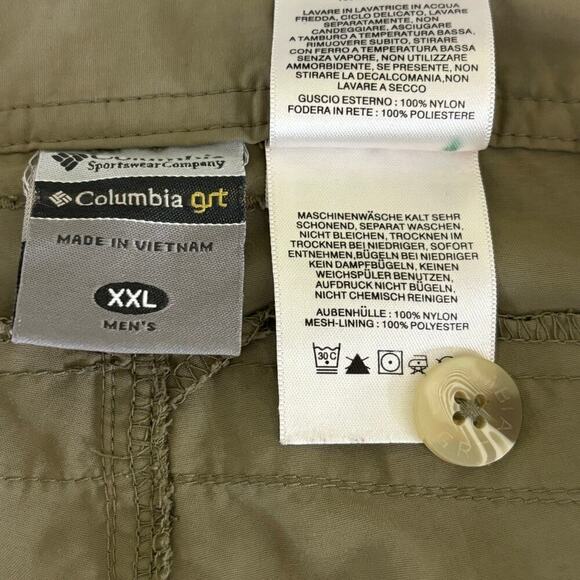 Columbia
Sportswear Company
Columbia grt
MADE IN VIETNAM
XXL
MEN'S
LAVARE IN LAVATRICE IN ACQUA
FREDDA, CICLO DELICATO, LAVARE
SEPARATAMENTE, NON
CANDEGGIARE, ASCIUGARE
A TAMBURO A TEMPERATURA BASSA,
RIMUOVERE SUBITO, STIRARE
CON FERRO A TEMPERATURA BASSA
SENZA VAPORE, NON UTILIZZARE
AMMORBIDENTE, SE PRESENTE, NON
STIRARE LA DECALCOMANIA, NON
LAVARE A SECCO
GUSCIO ESTERNO : 100% NYLON
FODERA IN RETE : 100% POLIESTERE
MASCHINENWÄSCHE KALT SEHR
SCHONEND, SEPARAT WASCHEN,
NICHT BLEICHEN, TROCKNEN IM
TROCKNER BEI NIEDRIGER, SOFORT
ENTNEHMEN, BÜGELN BEI NIEDRIGER
KEIN DAMPFBÜGELN, KEINEN
WEICHSPÜLER BENUTZEN,
AUFDRUCK NICHT BÜGELN,
NICHT CHEMISCH REINIGEN
AUßENHÜLLE : 100% NYLON
MESH-LINING : 100% POLYESTER
30 C